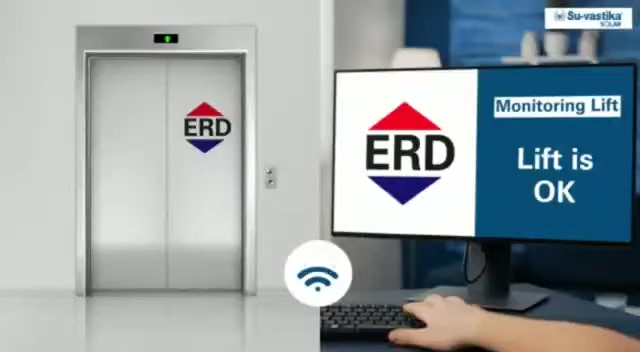 Su-vastika
SOLAR
ERD
ERD
Monitoring Lift
Lift is
OK